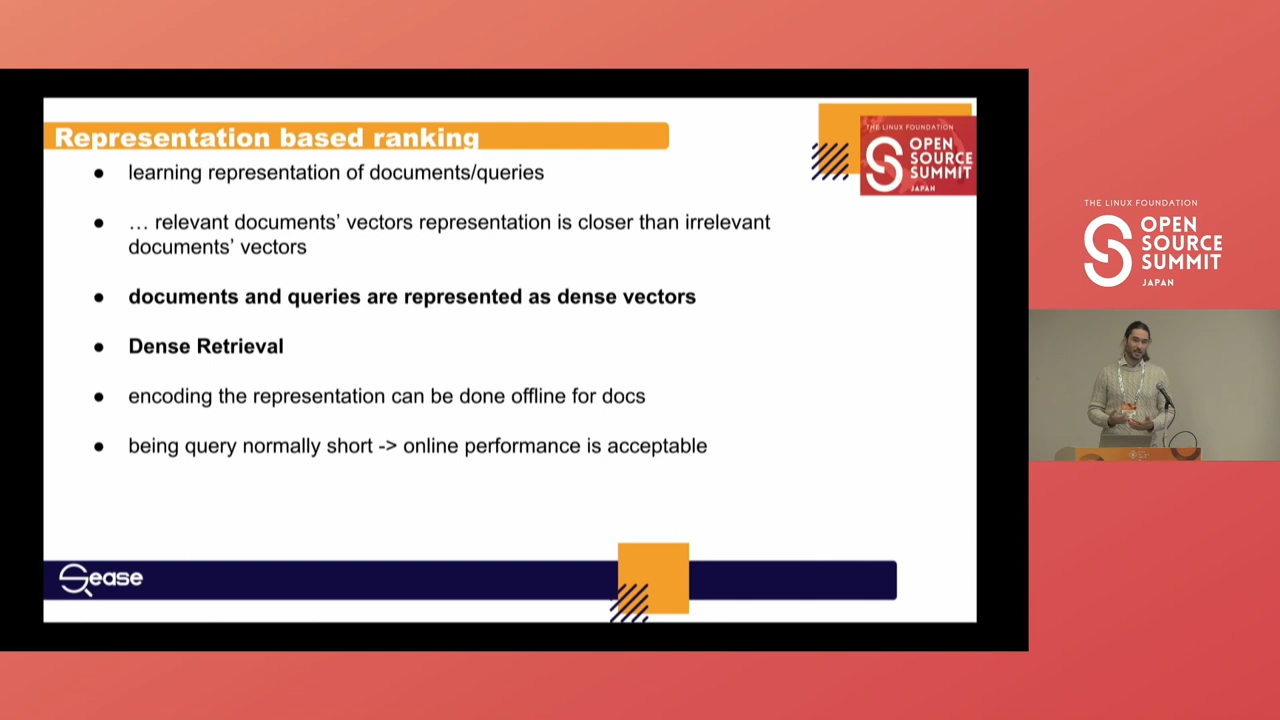 Representation based ranking
● learning representation of documents/queries
● … relevant documents’ vectors representation is closer than irrelevant
documents’ vectors
● documents and queries are represented as dense vectors
● Dense Retrieval
● encoding the representation can be done offline for docs
● being query normally short -> online performance is acceptable
Sease
THE LINUX FOUNDATION
OPEN
SOURCE
SUMMIT
JAPAN
THE LINUX FOUNDATION
OPEN
SOURCE
SUMMIT
JAPAN